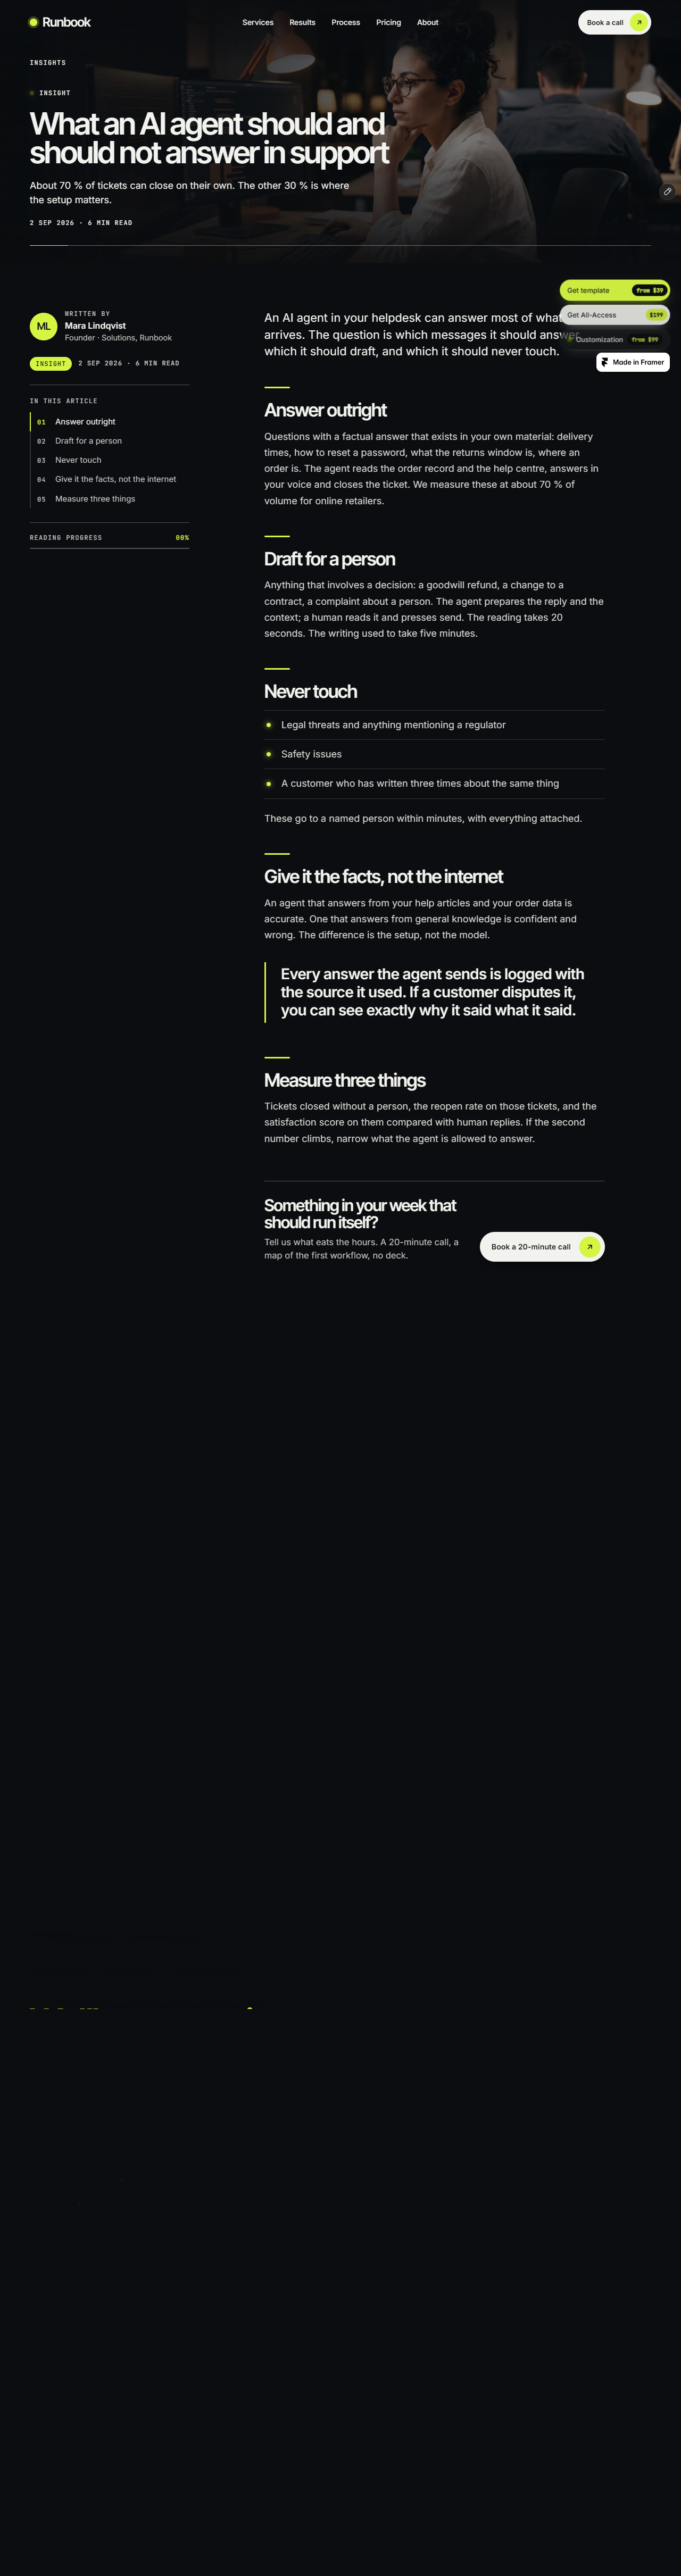 Runbook
Services
Results
Process
Pricing
About
Book a call
INSIGHTS
INSIGHT
What an AI agent should and
should not answer in support
About 70 % of tickets can close on their own. The other 30 % is where
the setup matters.
2 SEP 2026 · 6 MIN READ
Get template
from $39
Get All-Access
$199
Customization
from $99
Made in Framer
ML
WRITTEN BY
Mara Lindqvist
Founder · Solutions, Runbook
INSIGHT
2 SEP 2026 · 6 MIN READ
IN THIS ARTICLE
01 Answer outright
02 Draft for a person
03 Never touch
04 Give it the facts, not the internet
05 Measure three things
READING PROGRESS
00%
An AI agent in your helpdesk can answer most of what
arrives. The question is which messages it should answer,
which it should draft, and which it should never touch.
Answer outright
Questions with a factual answer that exists in your own material: delivery
times, how to reset a password, what the returns window is, where an
order is. The agent reads the order record and the help centre, answers in
your voice and closes the ticket. We measure these at about 70 % of
volume for online retailers.
Draft for a person
Anything that involves a decision: a goodwill refund, a change to a
contract, a complaint about a person. The agent prepares the reply and the
context; a human reads it and presses send. The reading takes 20
seconds. The writing used to take five minutes.
Never touch
Legal threats and anything mentioning a regulator
Safety issues
A customer who has written three times about the same thing
These go to a named person within minutes, with everything attached.
Give it the facts, not the internet
An agent that answers from your help articles and your order data is
accurate. One that answers from general knowledge is confident and
wrong. The difference is the setup, not the model.
Every answer the agent sends is logged with
the source it used. If a customer disputes it,
you can see exactly why it said what it said.
Measure three things
Tickets closed without a person, the reopen rate on those tickets, and the
satisfaction score on them compared with human replies. If the second
number climbs, narrow what the agent is allowed to answer.
Something in your week that
should run itself?
Tell us what eats the hours. A 20-minute call, a
map of the first workflow, no deck.
Book a 20-minute call